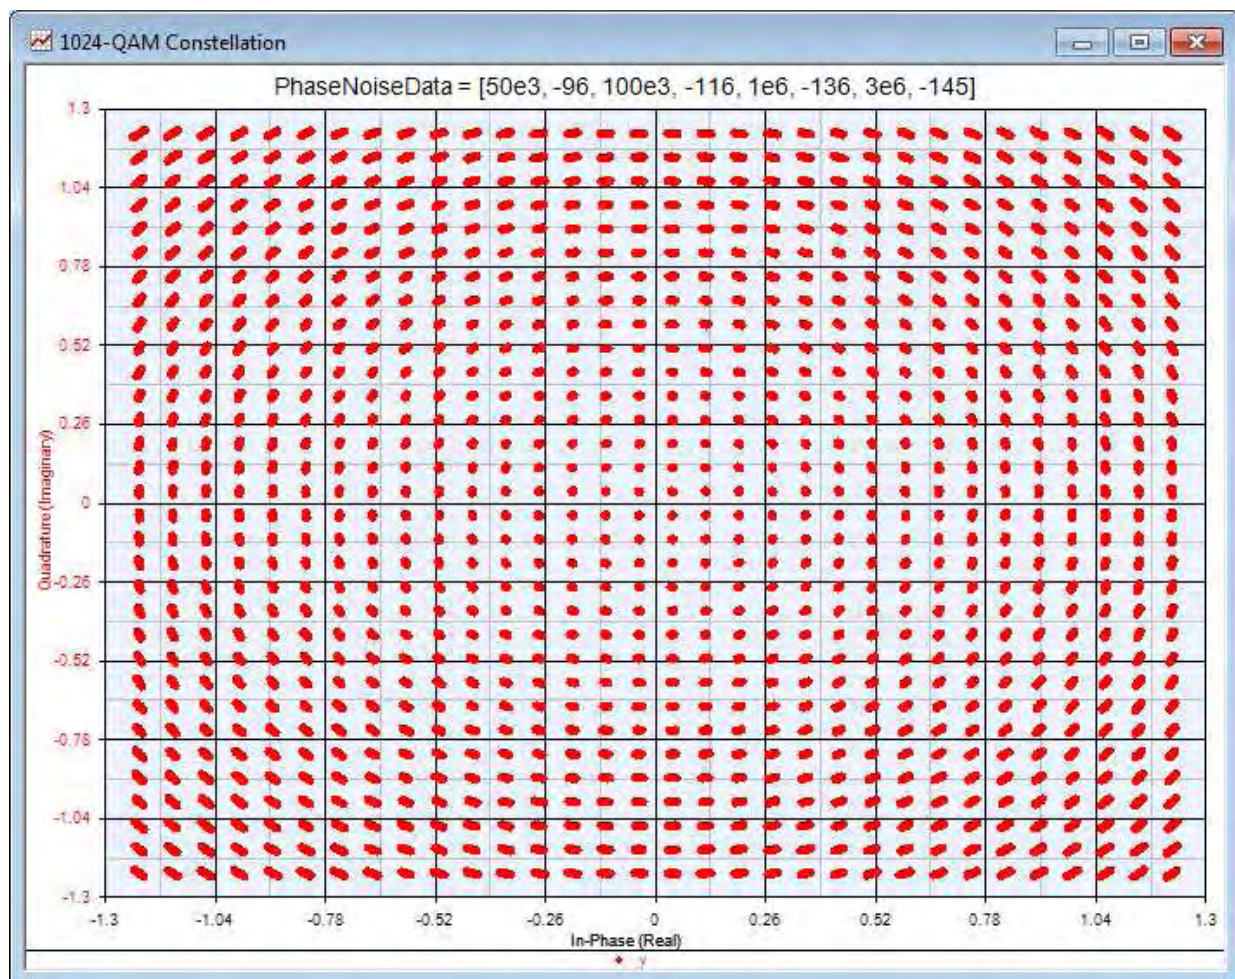 1024-QAM Constellation
PhaseNoiseData = [50e3, -96, 100e3, -116, 1e6, -136, 3e6, -145]
1.3
1.04
0.78
0.52
0.26
0
-0.26
-0.52
-0.78
-1.04
-1.3
Quadrature (Imaginary)
-1.3 -1.04 -0.78 -0.52 -0.26 0 0.26 0.52 0.78 1.04 1.3
In-Phase (Real)
y